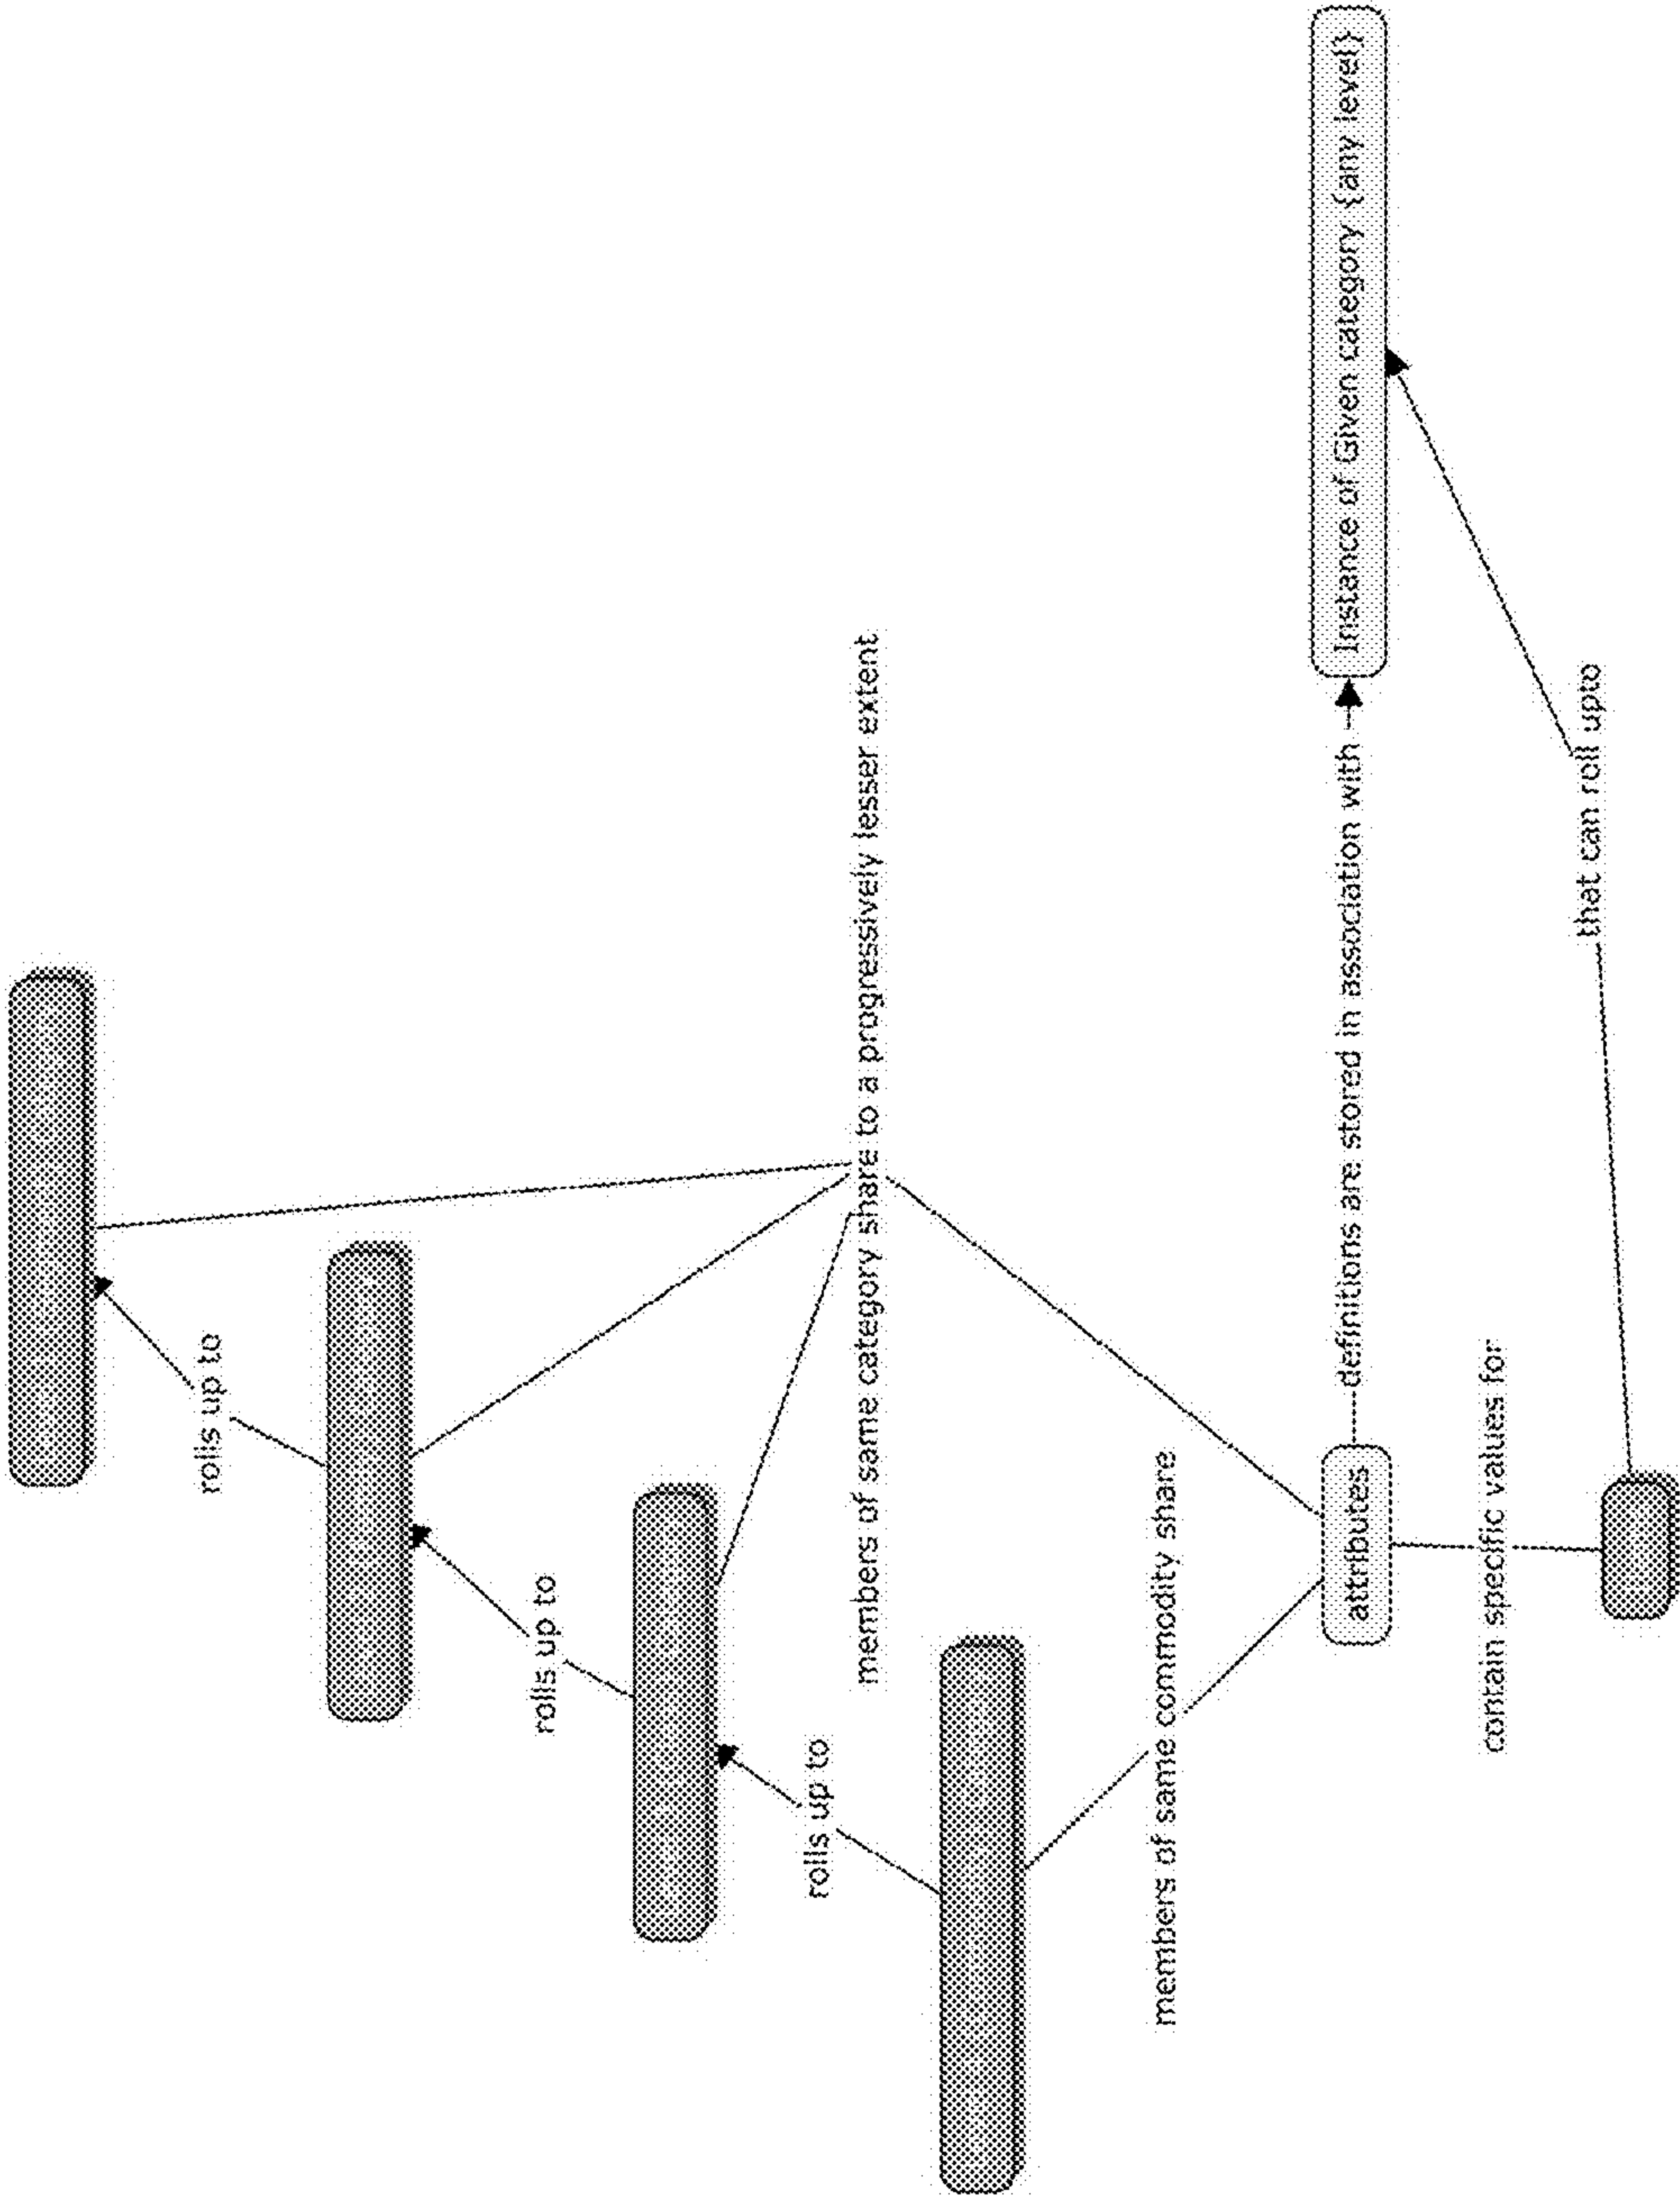 rolls up to
rolls up to
rolls up to
members of same category share to a progressively lesser extent
members of same commodity share
attributes
definitions are stored in association with
Instance of Given category {any level}
contain specific values for
that can roll upto